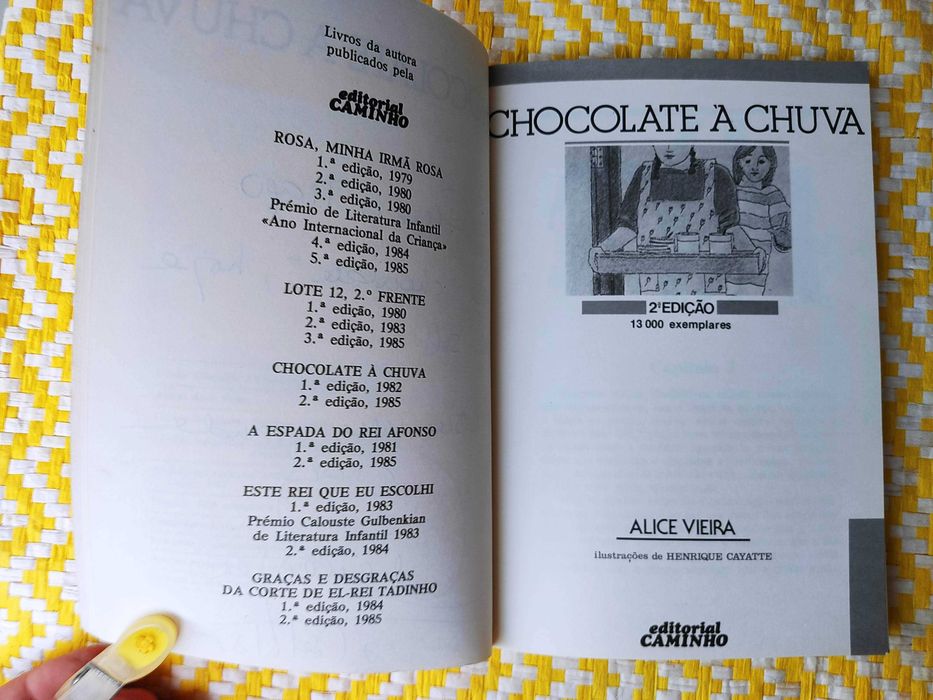 Livros da autora
publicados pela
editorial
CAMINHO
ROSA, MINHA IRMÃ ROSA
1.ª edição, 1979
2.ª edição, 1980
3.ª edição, 1980
Prémio de Literatura Infantil
«Ano Internacional da Criança»
4.ª edição, 1984
5.ª edição, 1985
LOTE 12, 2.º FRENTE
1.ª edição, 1980
2.ª edição, 1983
3.ª edição, 1985
CHOCOLATE À CHUVA
1.ª edição, 1982
2.ª edição, 1985
A ESPADA DO REI AFONSO
1.ª edição, 1981
2.ª edição, 1985
ESTE REI QUE EU ESCOLHI
1.ª edição, 1983
Prémio Calouste Gulbenkian
de Literatura Infantil 1983
2.ª edição, 1984
GRAÇAS E DESGRAÇAS
DA CORTE DE EL-REI TADINHO
1.ª edição, 1984
2.ª edição, 1985
CHOCOLATE À CHUVA
2ª EDIÇÃO
13 000 exemplares
ALICE VIEIRA
ilustrações de HENRIQUE CAYATTE
editorial
CAMINHO